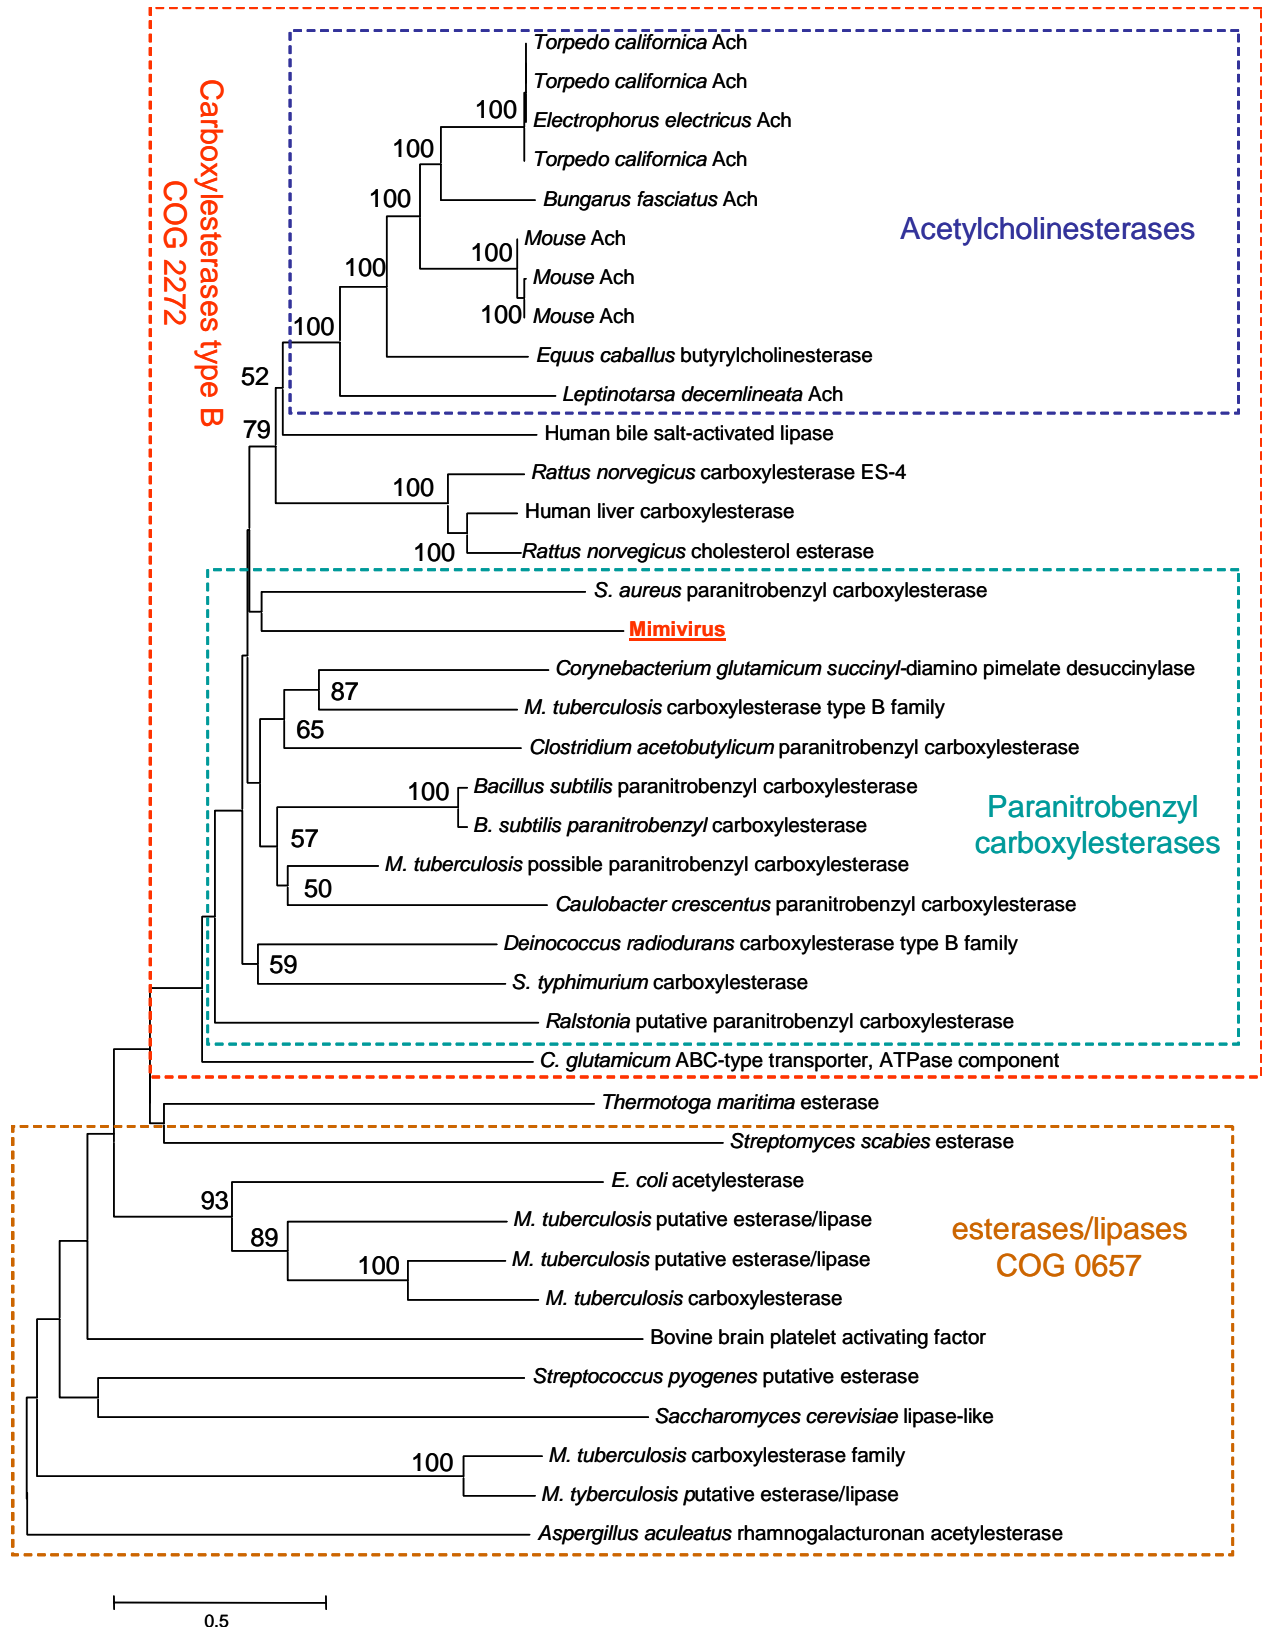 Carboxylesterases type B
COG 2272
Torpedo californica Ach
Torpedo californica Ach
100
Electrophorus electricus Ach
100
Torpedo californica Ach
100
Bungarus fasciatus Ach
Acetylcholinesterases
Mouse Ach
100
100
Mouse Ach
100
Mouse Ach
100
Equus caballus butyrylcholinesterase
52
Leptinotarsa decemlineata Ach
79
Human bile salt-activated lipase
Rattus norvegicus carboxylesterase ES-4
100
Human liver carboxylesterase
100
Rattus norvegicus cholesterol esterase
S. aureus paranitrobenzyl carboxylesterase
Mimivirus
Corynebacterium glutamicum succinyl-diamino pimelate desuccinylase
87
M. tuberculosis carboxylesterase type B family
65
Clostridium acetobutylicum paranitrobenzyl carboxylesterase
Bacillus subtilis paranitrobenzyl carboxylesterase
100
Paranitrobenzyl
carboxylesterases
B. subtilis paranitrobenzyl carboxylesterase
57
M. tuberculosis possible paranitrobenzyl carboxylesterase
50
Caulobacter crescentus paranitrobenzyl carboxylesterase
Deinococcus radiodurans carboxylesterase type B family
59
S. typhimurium carboxylesterase
Ralstonia putative paranitrobenzyl carboxylesterase
C. glutamicum ABC-type transporter, ATPase component
Thermotoga maritima esterase
Streptomyces scabies esterase
E. coli acetylesterase
93
M. tuberculosis putative esterase/lipase
89
esterases/lipases
COG 0657
M. tuberculosis putative esterase/lipase
100
M. tuberculosis carboxylesterase
Bovine brain platelet activating factor
Streptococcus pyogenes putative esterase
Saccharomyces cerevisiae lipase-like
M. tuberculosis carboxylesterase family
100
M. tyberculosis putative esterase/lipase
Aspergillus aculeatus rhamnogalacturonan acetylesterase
0.5